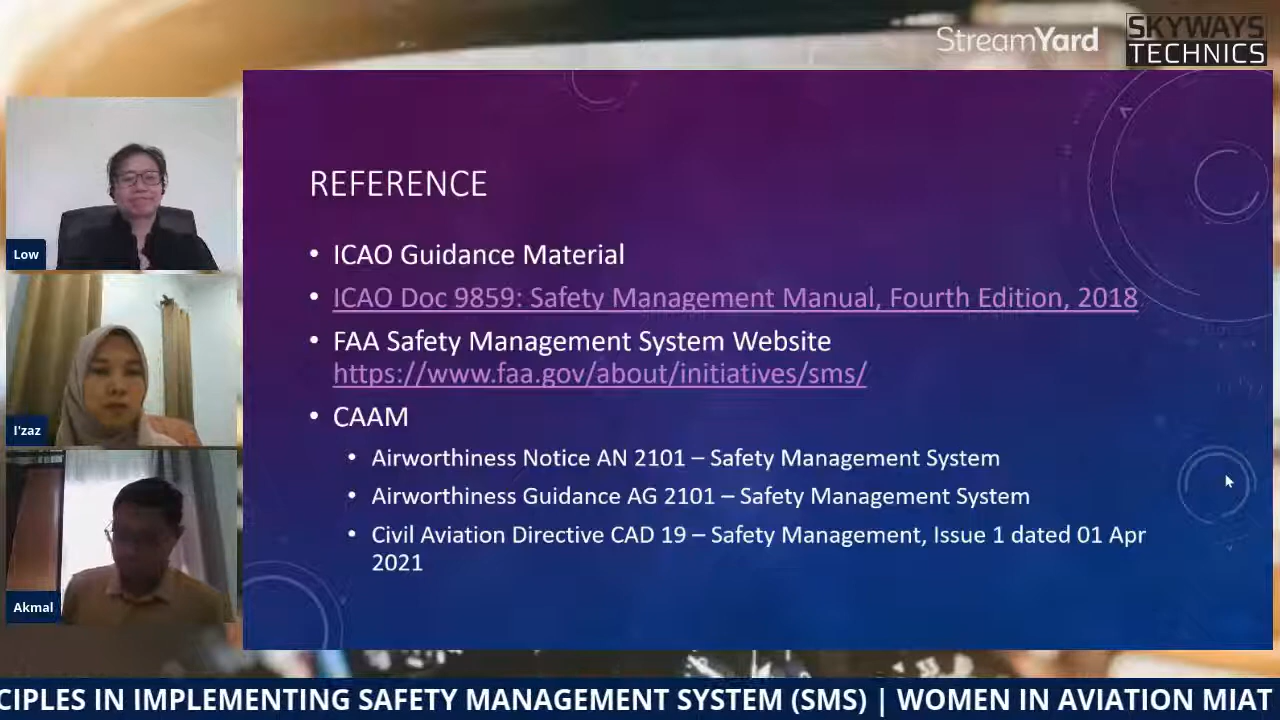 StreamYard
SKYWAYS
TECHNICS
REFERENCE
• ICAO Guidance Material
• ICAO Doc 9859: Safety Management Manual, Fourth Edition, 2018
• FAA Safety Management System Website
https://www.faa.gov/about/initiatives/sms/
• CAAM
• Airworthiness Notice AN 2101 – Safety Management System
• Airworthiness Guidance AG 2101 – Safety Management System
• Civil Aviation Directive CAD 19 – Safety Management, Issue 1 dated 01 Apr
2021
Low
I'zaz
Akmal
CIPLES IN IMPLEMENTING SAFETY MANAGEMENT SYSTEM (SMS) | WOMEN IN AVIATION MIAT